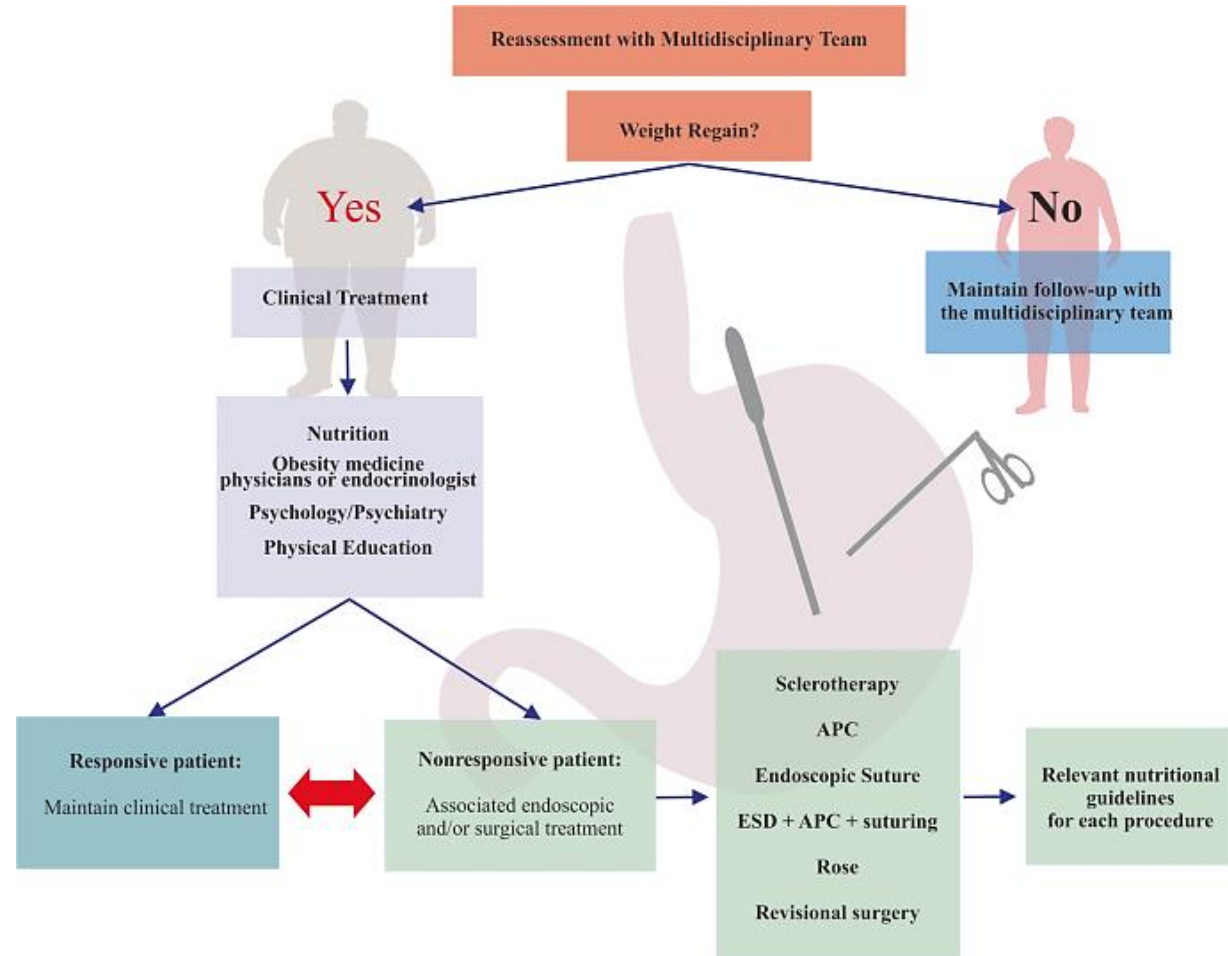 Reassessment with Multidisciplinary Team
Weight Regain?
Yes
No
Clinical Treatment
Maintain follow-up with
the multidisciplinary team
Nutrition
Obesity medicine
physicians or endocrinologist
Psychology/Psychiatry
Physical Education
Responsive patient:
Maintain clinical treatment
Nonresponsive patient:
Associated endoscopic
and/or surgical treatment
Sclerotherapy
APC
Endoscopic Suture
ESD + APC + suturing
Rose
Revisional surgery
Relevant nutritional
guidelines
for each procedure